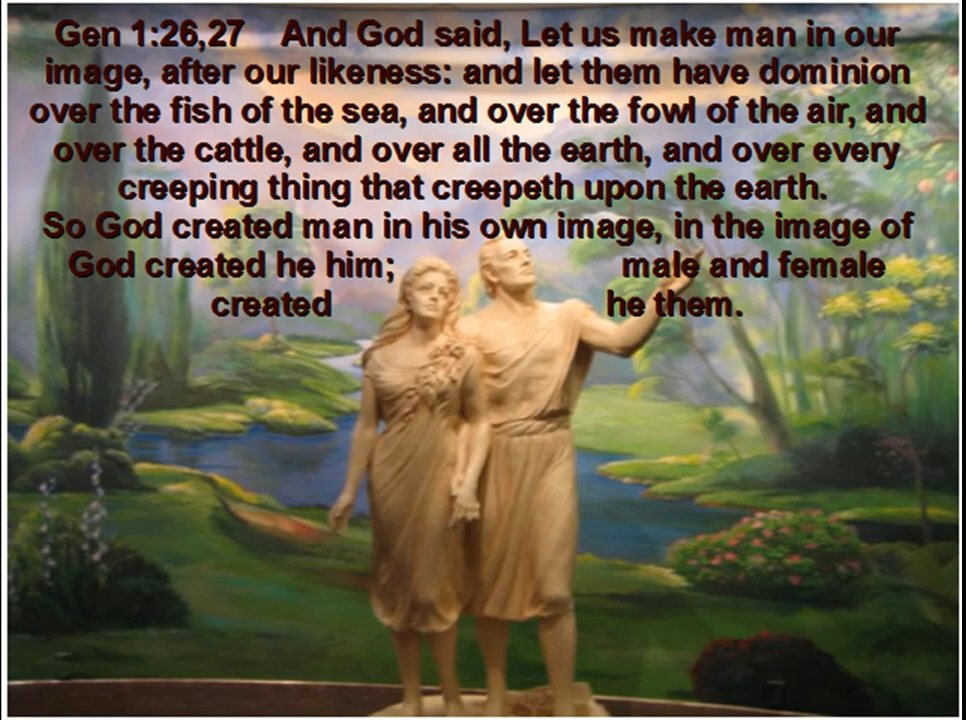 Gen 1:26,27 And God said, Let us make man in our
image, after our likeness: and let them have dominion
over the fish of the sea, and over the fowl of the air, and
over the cattle, and over all the earth, and over every
creeping thing that creepeth upon the earth.
So God created man in his own image, in the image of
God created he him; male and female
created he them.